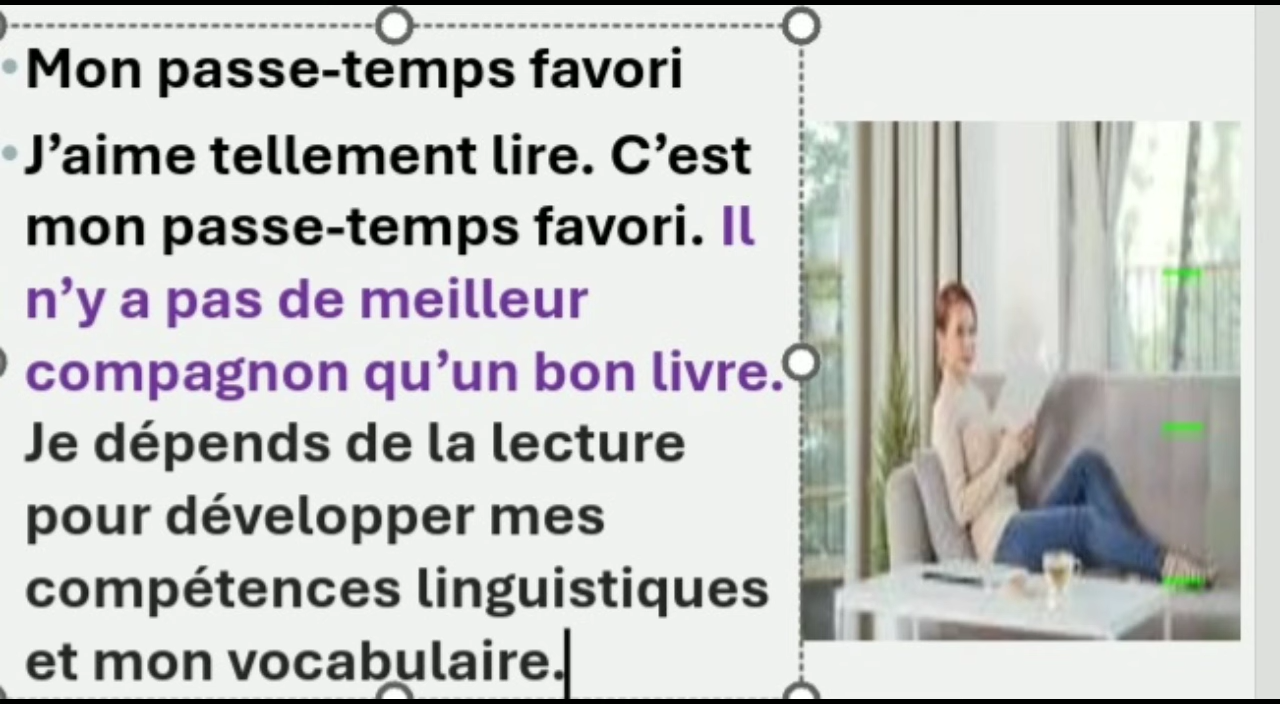 Mon passe-temps favori
J’aime tellement lire. C’est
mon passe-temps favori. Il
n’y a pas de meilleur
compagnon qu’un bon livre.
Je dépends de la lecture
pour développer mes
compétences linguistiques
et mon vocabulaire.